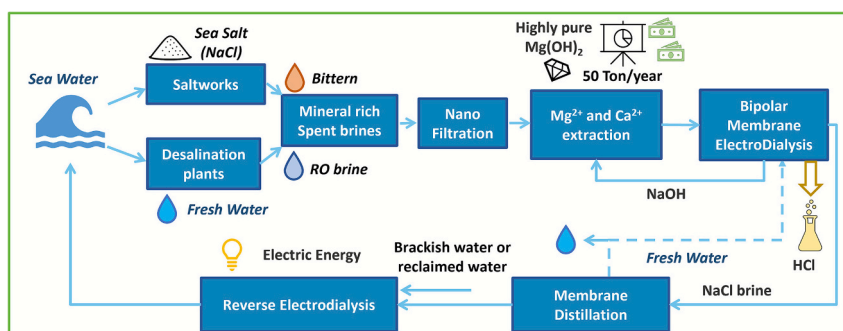 Sea Water
Sea Salt
(NaCl)
Saltworks
Desalination
plants
Fresh Water
Bittern
Mineral rich
Spent brines
RO brine
Nano
Filtration
Highly pure
Mg(OH)₂
50 Ton/year
Mg²⁺ and Ca²⁺
extraction
Bipolar
Membrane
ElectroDialysis
NaOH
HCl
Fresh Water
NaCl brine
Membrane
Distillation
Brackish water or
reclaimed water
Electric Energy
Reverse Electrodialysis